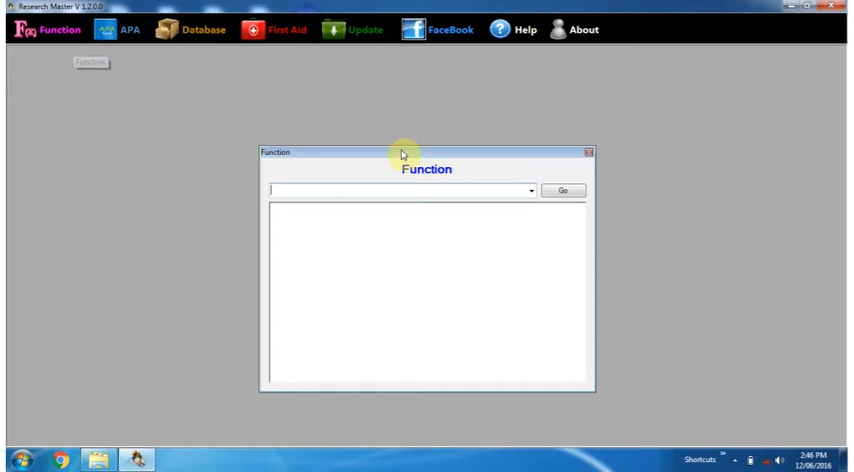 Research Master V 1.2.0.0
Function APA Database First Aid Update FaceBook Help About
Function
Function
Function
Go
Shortcuts
2:46 PM
12/06/2016